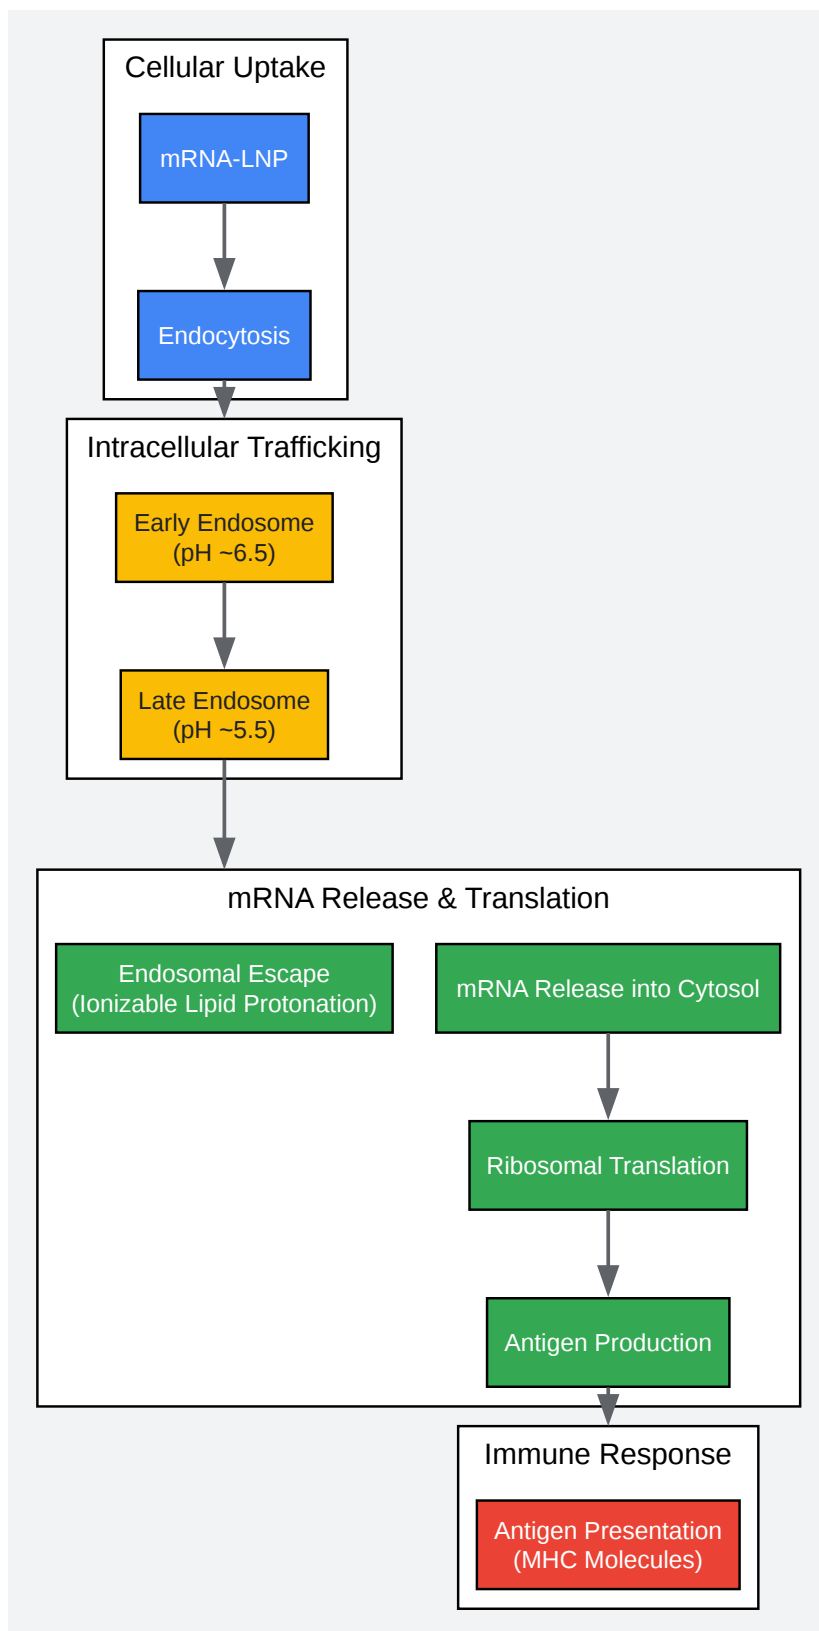 Cellular Uptake
mRNA-LNP
Endocytosis
Intracellular Trafficking
Early Endosome
(pH ~6.5)
Late Endosome
(pH ~5.5)
mRNA Release & Translation
Endosomal Escape
(Ionizable Lipid Protonation)
mRNA Release into Cytosol
Ribosomal Translation
Antigen Production
Immune Response
Antigen Presentation
(MHC Molecules)